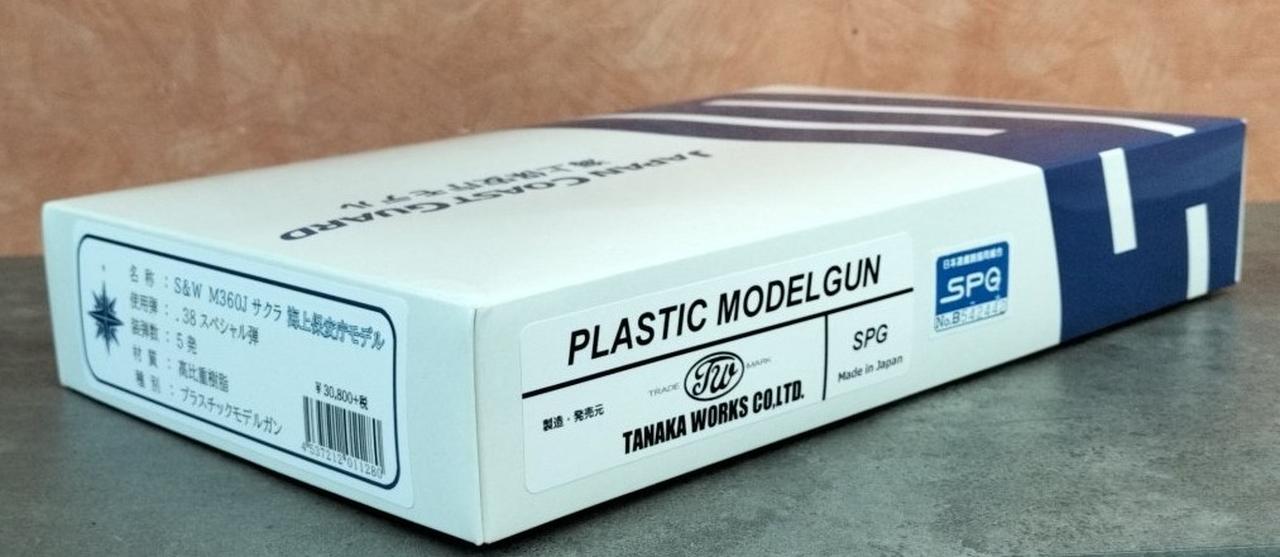 JAPAN COAST GUARD
海上保安庁モデル
名 称 : S&W M360J サクラ 海上保安庁モデル
使用弾 : .38 スペシャル弾
装弾数 : 5 発
材 質 : 高比重樹脂
種 別 : プラスチックモデルガン
¥30,800+税
4 537212 011280
PLASTIC MODELGUN
製造・発売元
TRADE TW MARK
TANAKA WORKS CO,LTD.
SPG
Made in Japan
SPG